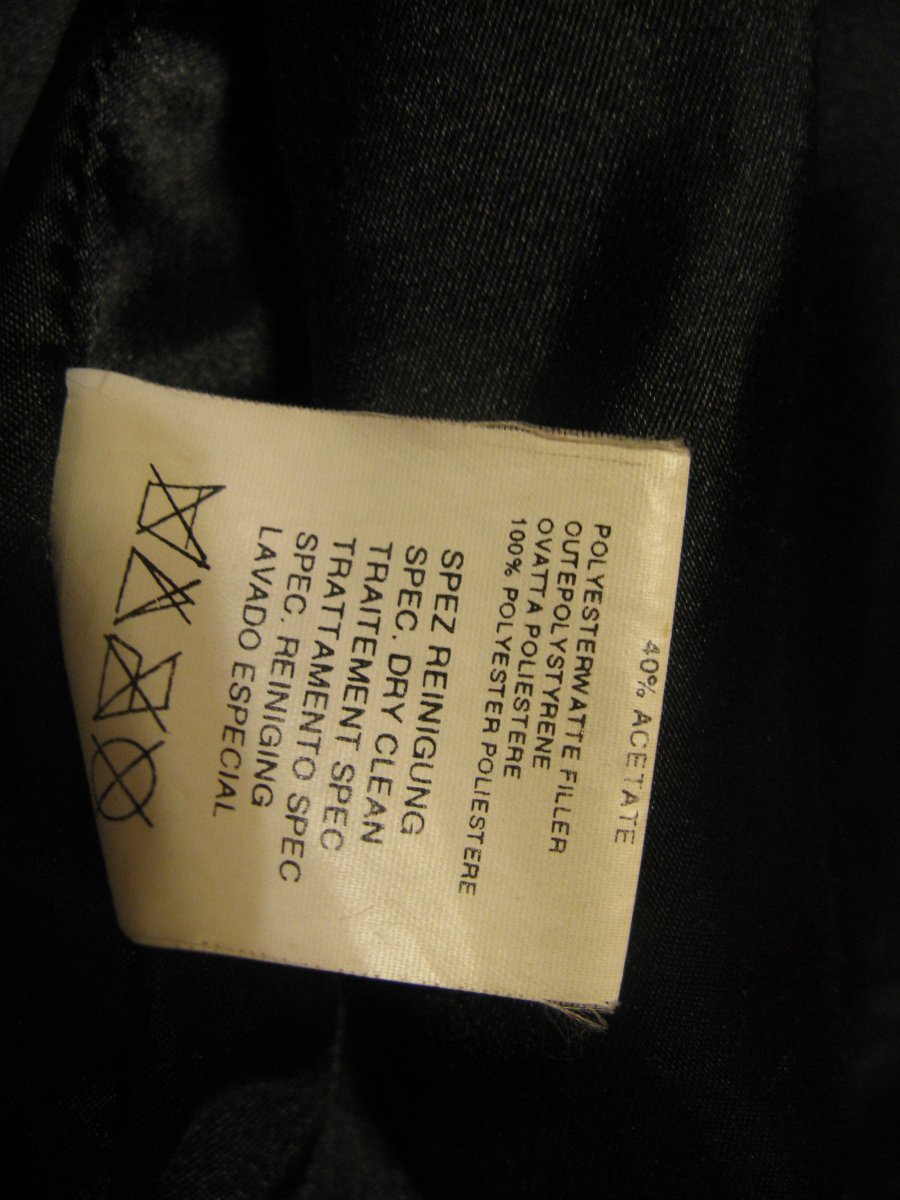 40% ACETATE
POLYESTERWATTE FILLER
OUTEPOLYSTYRENE
OVATTA POLIESTERE
100% POLYESTER POLIESTERE
SPEZ REINIGUNG
SPEC. DRY CLEAN
TRAITEMENT SPEC
TRATTAMENTO SPEC
SPEC. REINIGING
LAVADO ESPECIAL